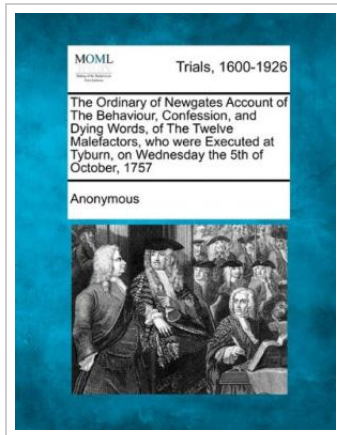 MOML
Trials, 1600-1926
The Ordinary of Newgates Account of
The Behaviour, Confession, and
Dying Words, of The Twelve
Malefactors, who were Executed at
Tyburn, on Wednesday the 5th of
October, 1757
Anonymous